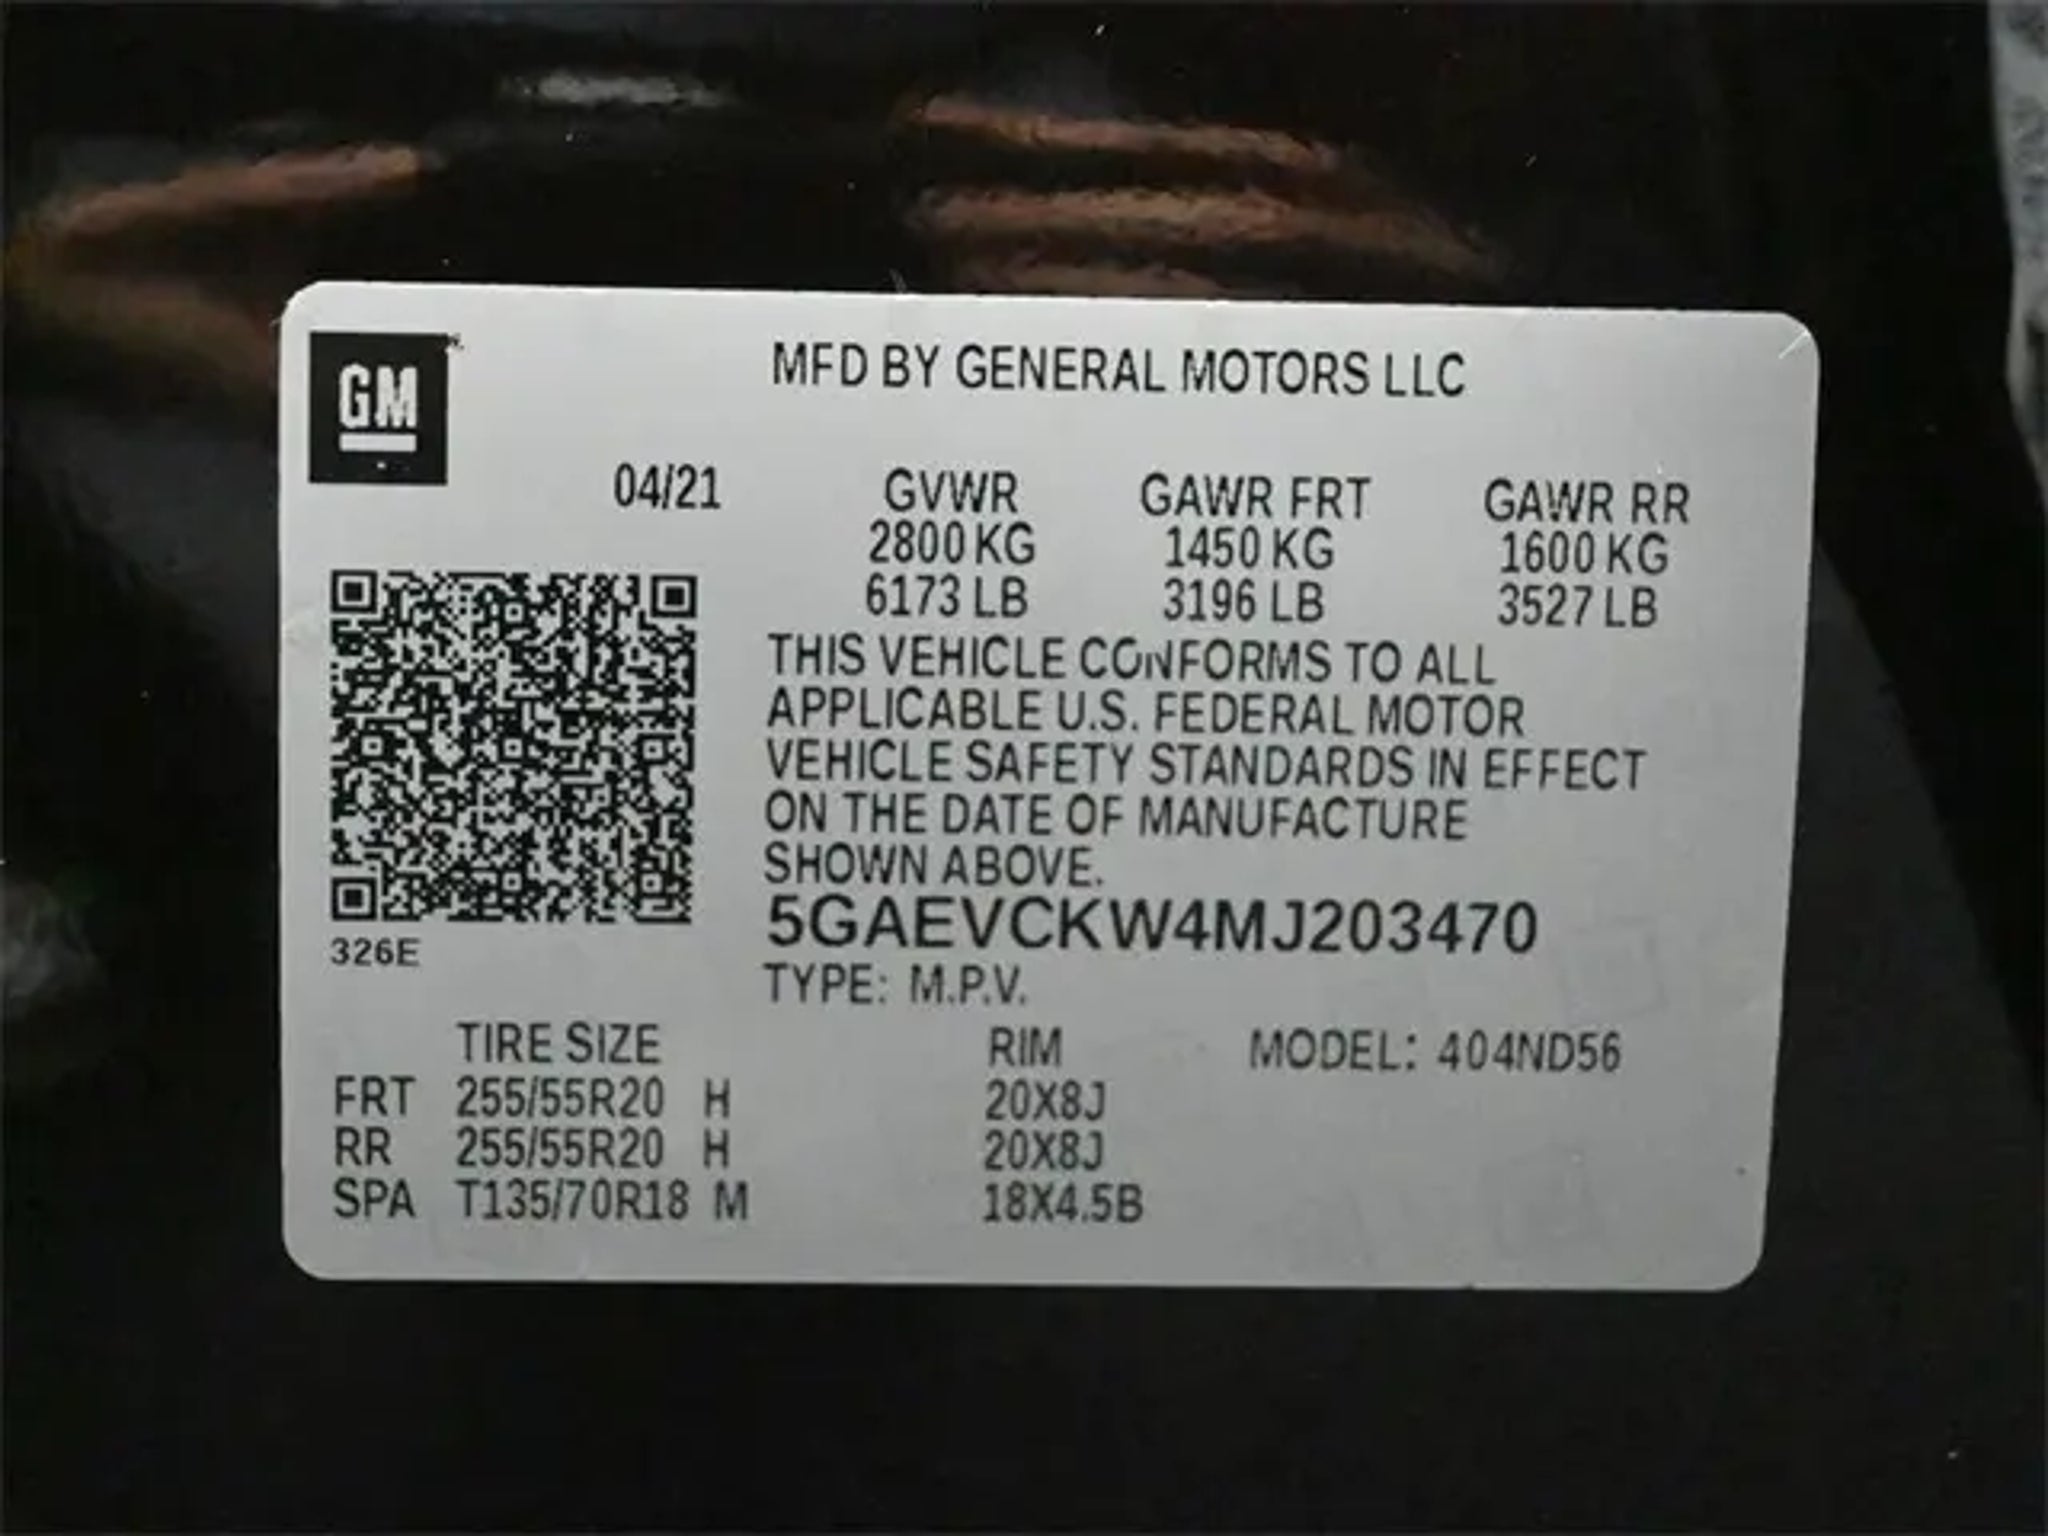 GM
MFD BY GENERAL MOTORS LLC
04/21 GVWR GAWR FRT GAWR RR
2800 KG 1450 KG 1600 KG
6173 LB 3196 LB 3527 LB
THIS VEHICLE CONFORMS TO ALL
APPLICABLE U.S. FEDERAL MOTOR
VEHICLE SAFETY STANDARDS IN EFFECT
ON THE DATE OF MANUFACTURE
SHOWN ABOVE.
5GAEVCKW4MJ203470
326E
TYPE: M.P.V.
TIRE SIZE RIM MODEL: 404ND56
FRT 255/55R20 H 20X8J
RR 255/55R20 H 20X8J
SPA T135/70R18 M 18X4.5B